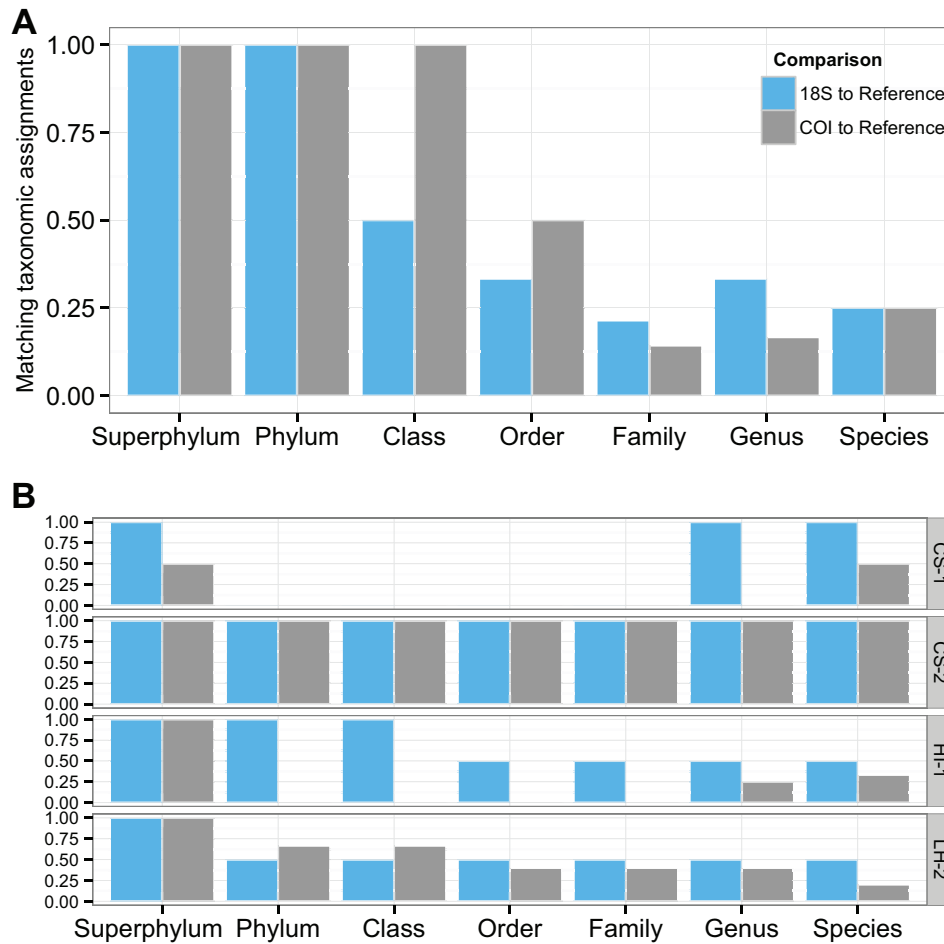 A
Matching taxonomic assignments
1.00
0.75
0.50
0.25
0.00
Comparison
18S to Reference
COI to Reference
Superphylum Phylum Class Order Family Genus Species
B
1.00
0.75
0.50
0.25
0.00
CS-1
1.00
0.75
0.50
0.25
0.00
CS-2
1.00
0.75
0.50
0.25
0.00
HI-1
1.00
0.75
0.50
0.25
0.00
LH-2
Superphylum Phylum Class Order Family Genus Species